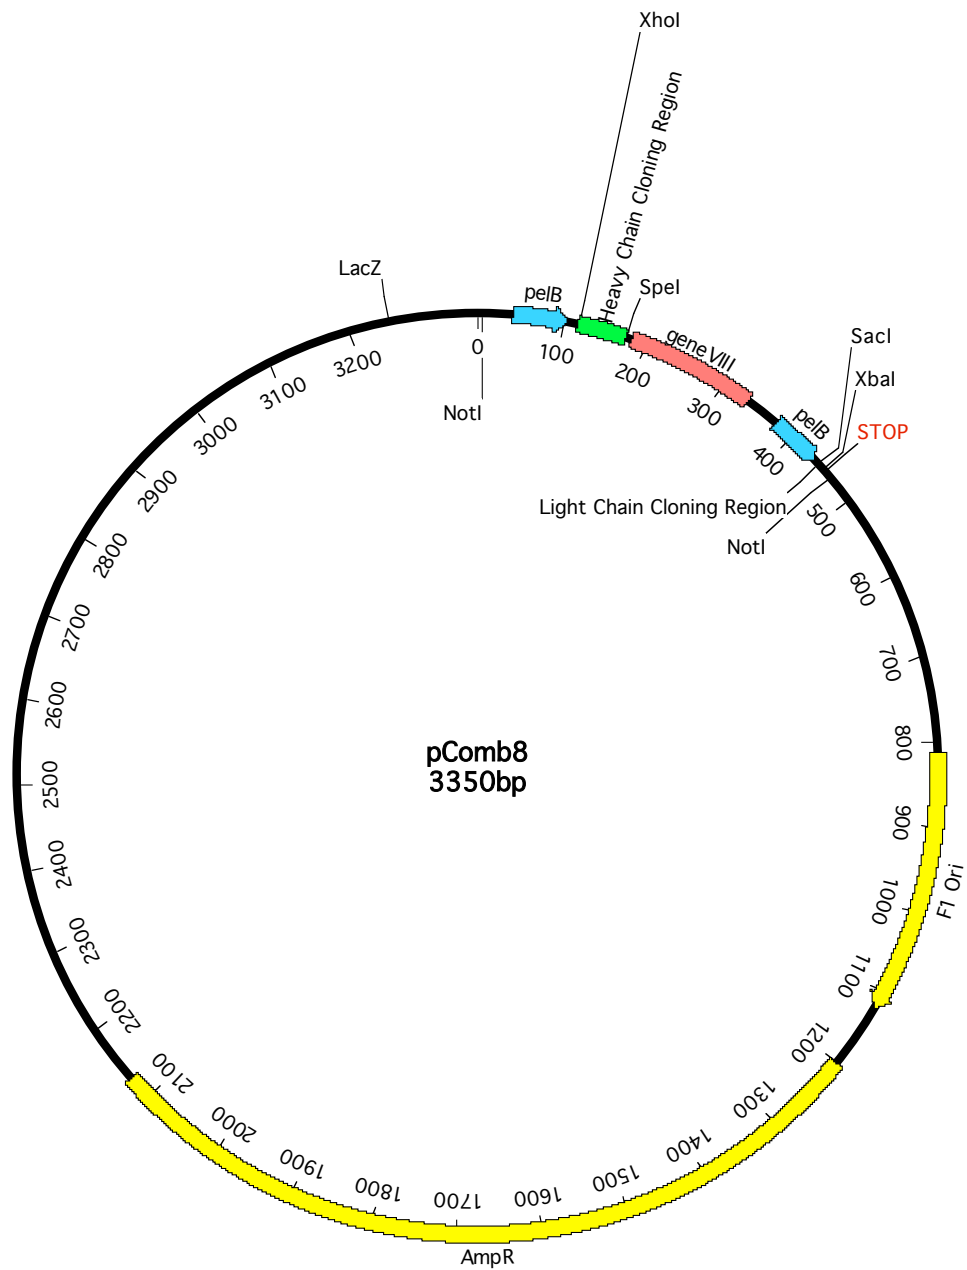 XhoI
Heavy Chain Cloning Region
LacZ
pelB
SpeI
geneVIII
SacI
XbaI
pelB
STOP
NotI
Light Chain Cloning Region
NotI
0
100
200
300
400
500
600
700
800
900
1000
1100
1200
1300
1400
1500
1600
1700
1800
1900
2000
2100
2200
2300
2400
2500
2600
2700
2800
2900
3000
3100
3200
pComb8
3350bp
F1 Ori
AmpR